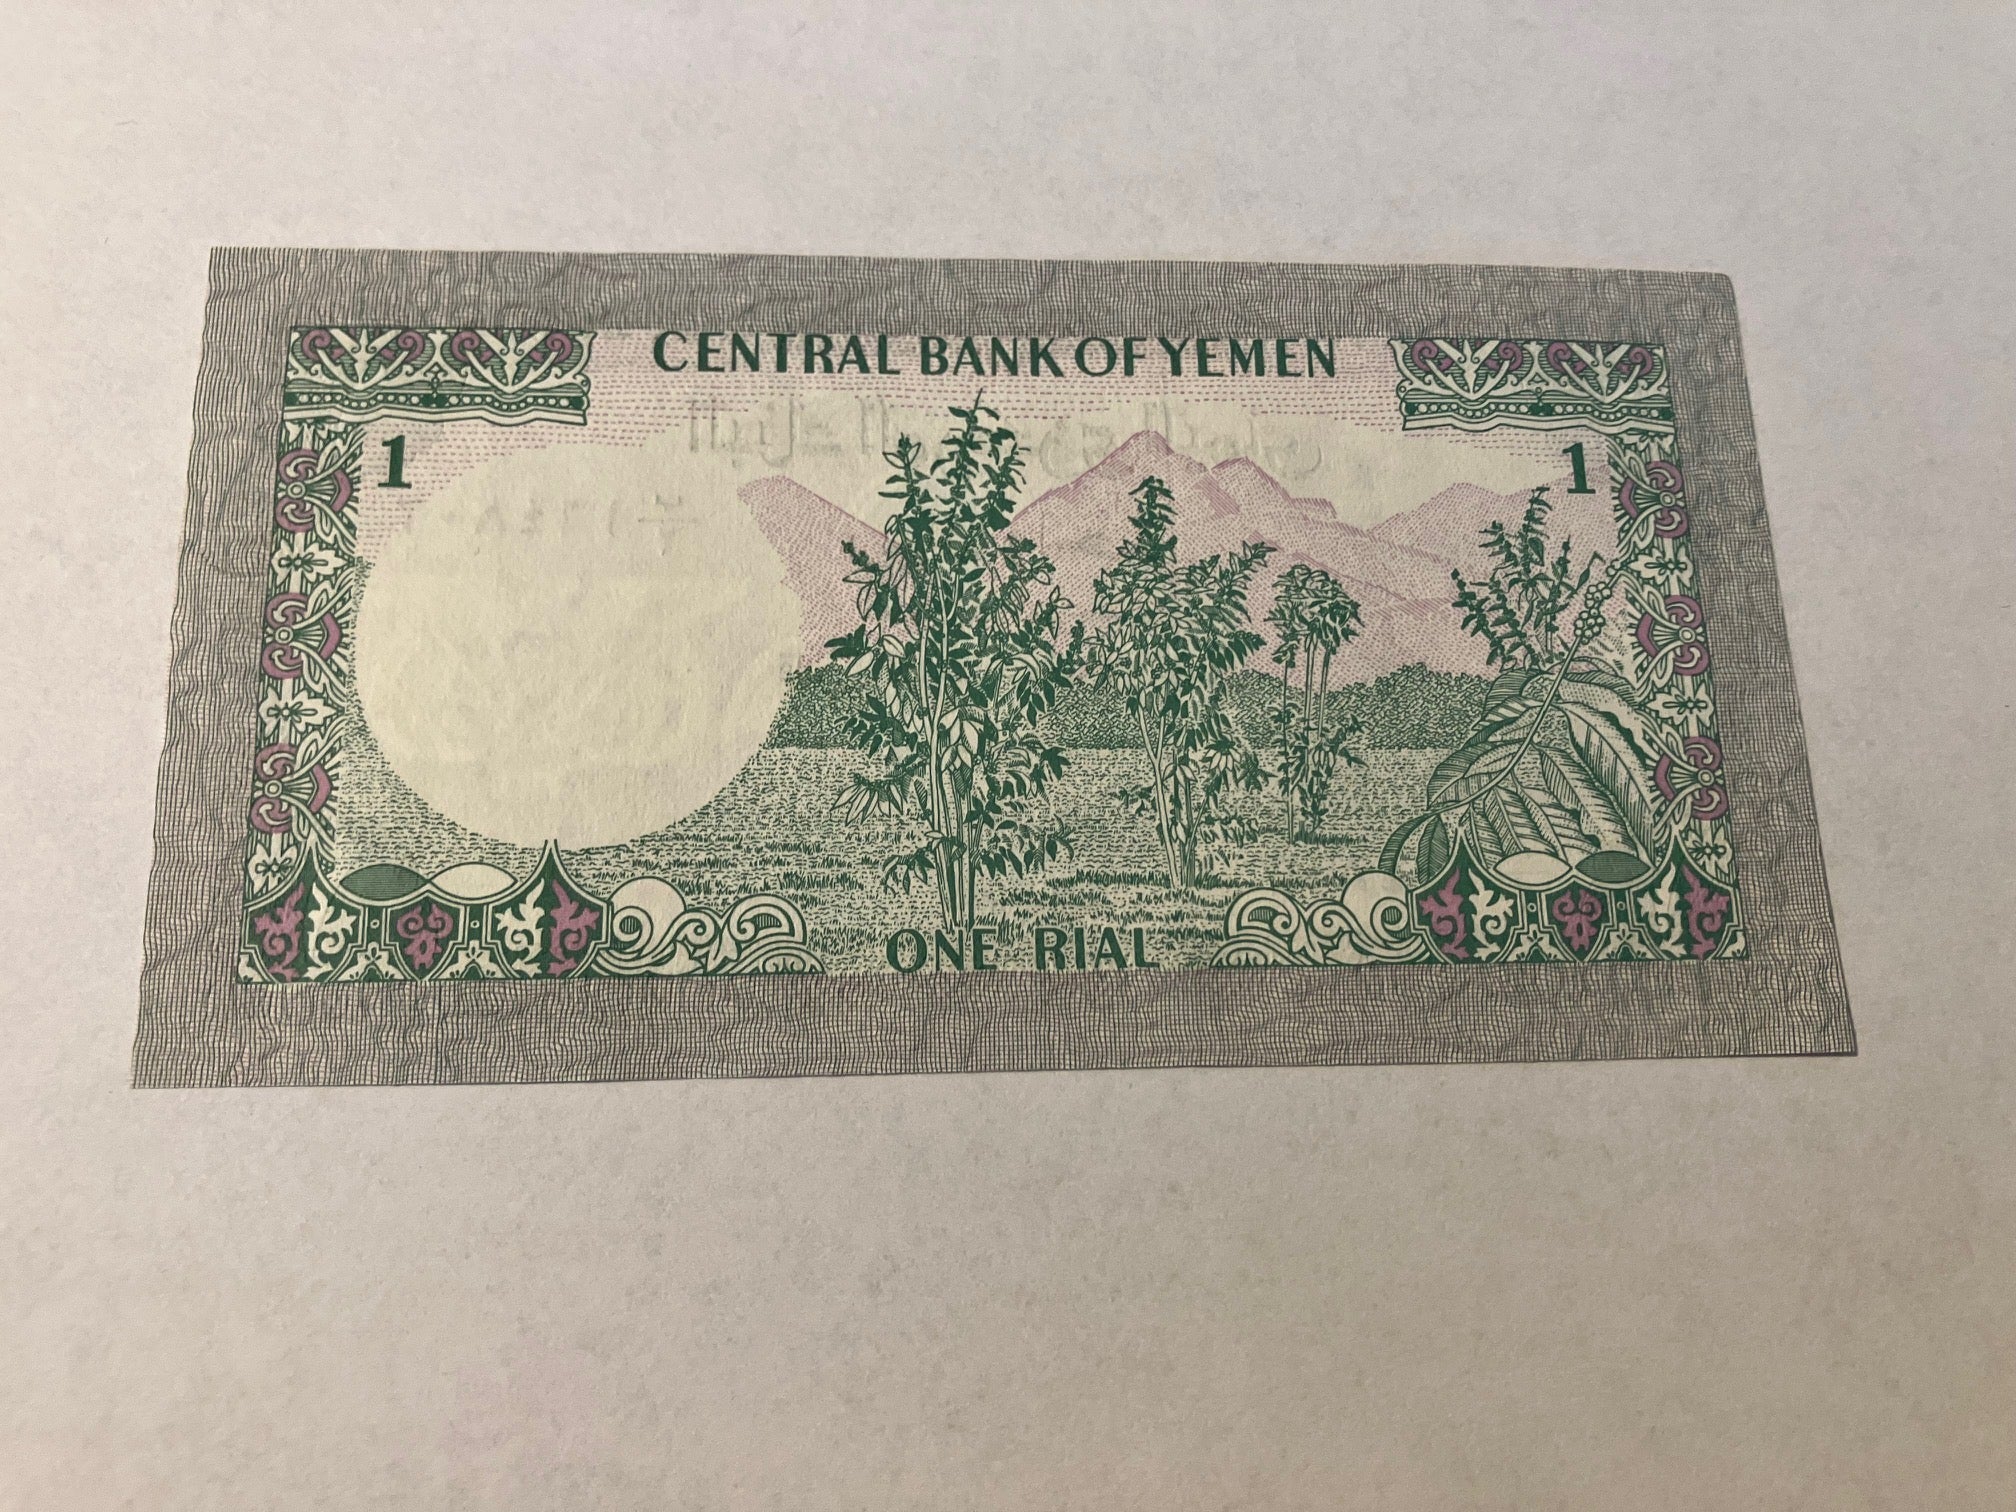 CENTRAL BANK OF YEMEN
1 1
ONE RIAL